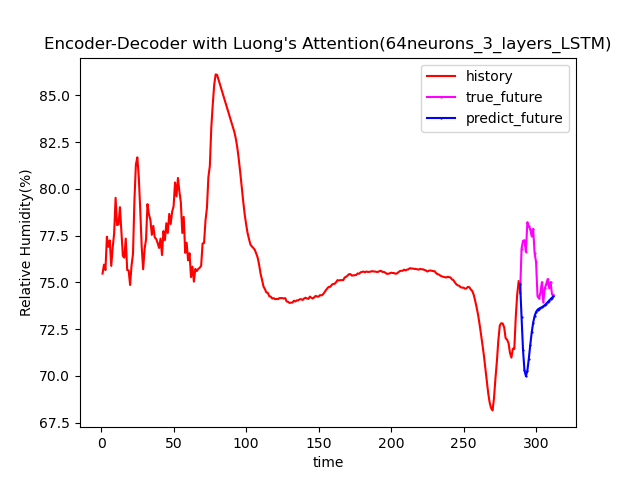 Encoder-Decoder with Luong's Attention(64neurons_3_layers_LSTM)
history
true_future
predict_future
Relative Humidity(%)
85.0
82.5
80.0
77.5
75.0
72.5
70.0
67.5
0 50 100 150 200 250 300
time